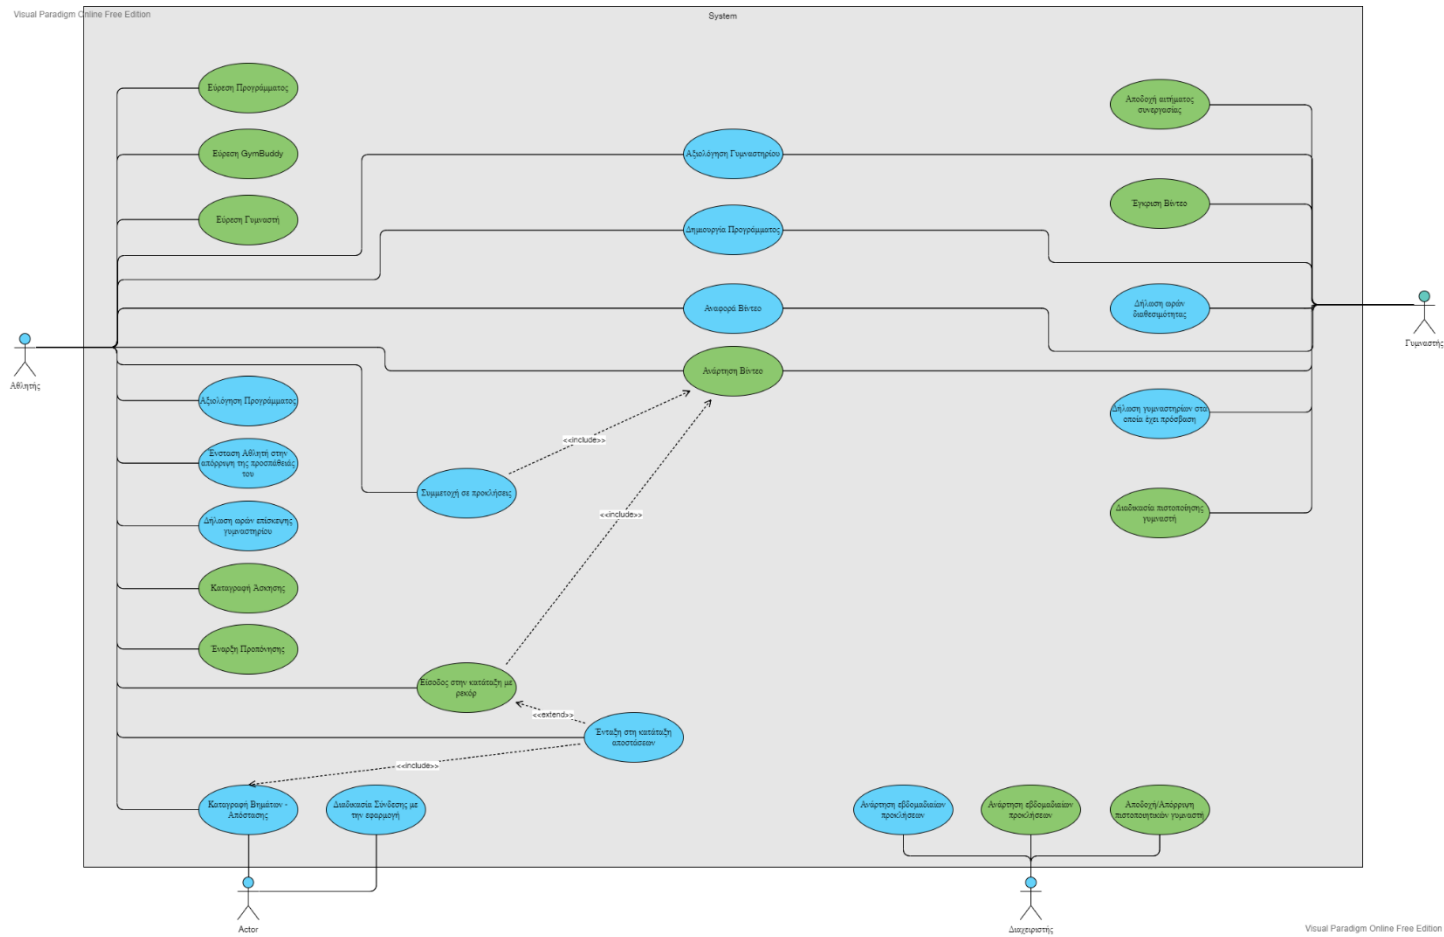 Visual Paradigm Online Free Edition
System
Εύρεση Προγράμματος
Αποδοχή αιτήματος
συνεργασίας
Εύρεση GymBuddy
Αξιολόγηση Γυμναστηρίου
Έγκριση Βίντεο
Εύρεση Γυμναστή
Δημιουργία Προγράμματος
Αναφορά Βίντεο
Δήλωση ωρών
διαθεσιμότητας
Γυμναστής
Αθλητής
Ανάρτηση Βίντεο
Αξιολόγηση Προγράμματος
Δήλωση γυμναστηρίων στα
οποία έχει πρόσβαση
<<include>>
Ένσταση Αθλητή στην
απόρριψη της προσπάθειάς
του
Συμμετοχή σε προκλήσεις
<<include>>
Διαδικασία πιστοποίησης
γυμναστή
Δήλωση ωρών επίσκεψης
γυμναστηρίου
Καταγραφή Άσκησης
Έναρξη Προπόνησης
Είσοδος στην κατάταξη με
ρεκόρ
<<extend>>
Ένταξη στη κατάταξη
αποστάσεων
<<include>>
Καταγραφή Βημάτων -
Απόστασης
Διαδικασία Σύνδεσης με
την εφαρμογή
Ανάρτηση εβδομαδιαίων
προκλήσεων
Ανάρτηση εβδομαδιαίων
προκλήσεων
Αποδοχή/Απόρριψη
πιστοποιητικών γυμναστή
Actor
Διαχειριστής
Visual Paradigm Online Free Edition